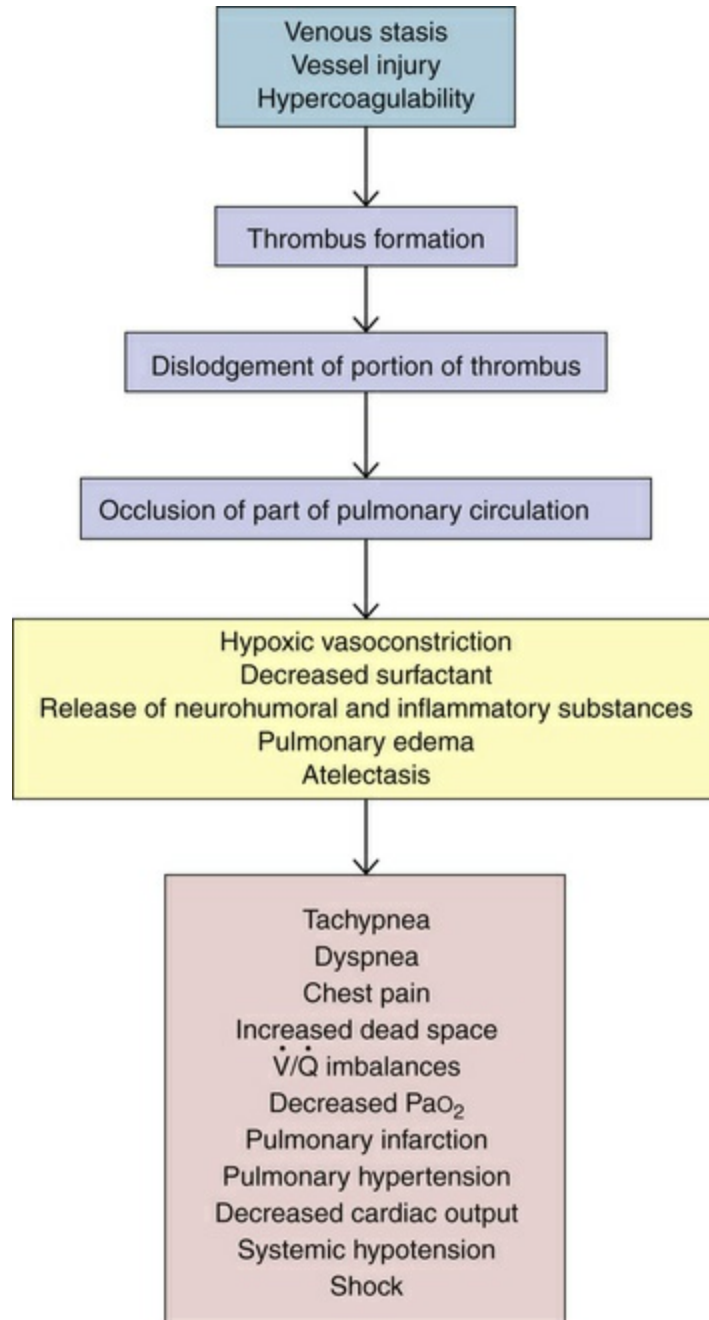 Venous stasis
Vessel injury
Hypercoagulability
Thrombus formation
Dislodgement of portion of thrombus
Occlusion of part of pulmonary circulation
Hypoxic vasoconstriction
Decreased surfactant
Release of neurohumoral and inflammatory substances
Pulmonary edema
Atelectasis
Tachypnea
Dyspnea
Chest pain
Increased dead space
V̇/Q̇ imbalances
Decreased PaO₂
Pulmonary infarction
Pulmonary hypertension
Decreased cardiac output
Systemic hypotension
Shock